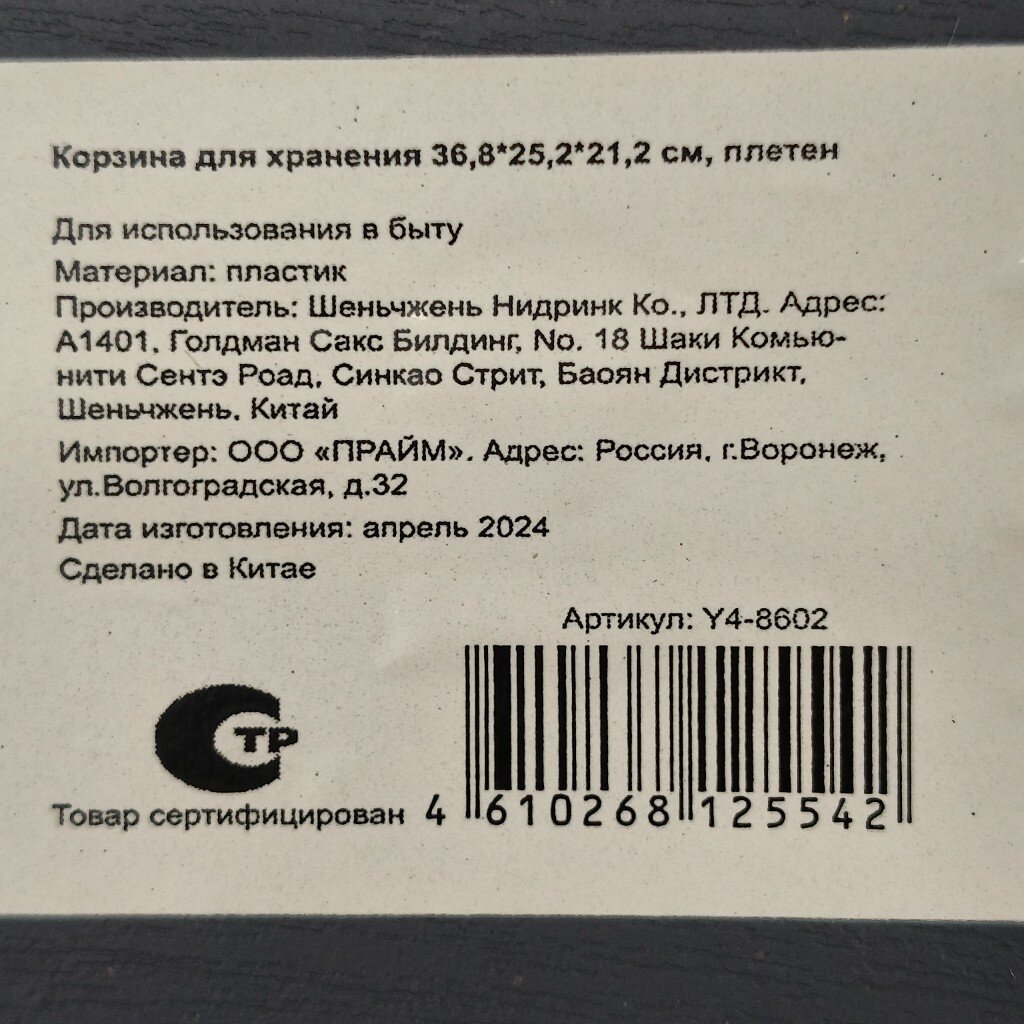 Корзина для хранения 36,8*25,2*21,2 см, плетен
Для использования в быту
Материал: пластик
Производитель: Шеньчжень Нидринк Ко., ЛТД. Адрес:
А1401, Голдман Сакс Билдинг, No. 18 Шаки Комью-
нити Сентэ Роад, Синкао Стрит, Баоян Дистрикт,
Шеньчжень, Китай
Импортер: ООО «ПРАЙМ». Адрес: Россия, г.Воронеж,
ул.Волгоградская, д.32
Дата изготовления: апрель 2024
Сделано в Китае
Артикул: Y4-8602
СТР
Товар сертифицирован
4 610268 125542